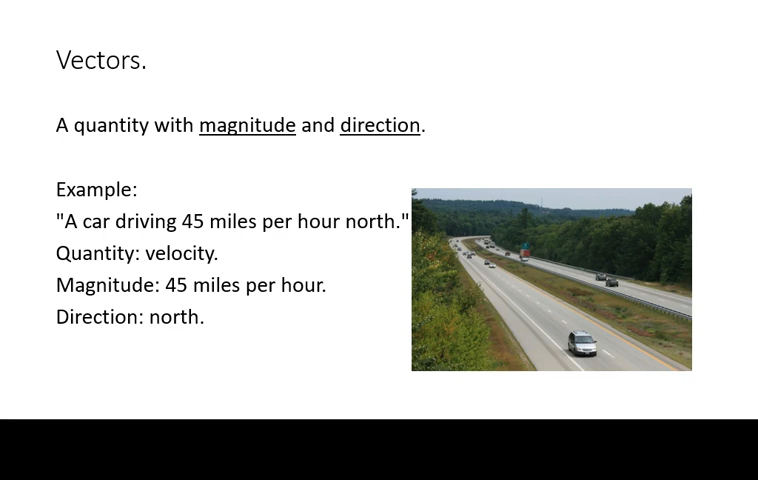 Vectors.
A quantity with magnitude and direction.
Example:
"A car driving 45 miles per hour north."
Quantity: velocity.
Magnitude: 45 miles per hour.
Direction: north.